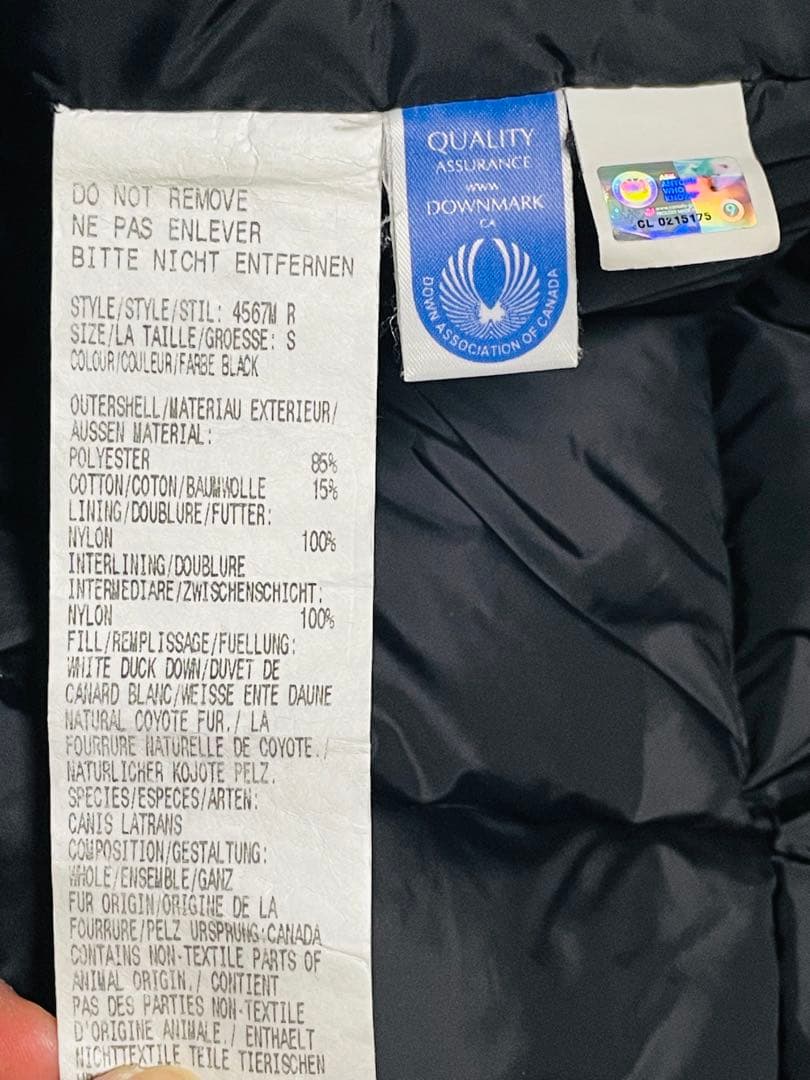 DO NOT REMOVE
NE PAS ENLEVER
BITTE NICHT ENTFERNEN
STYLE/STYLE/STIL: 4567M R
SIZE/LA TAILLE/GROESSE: S
COLOUR/COULEUR/FARBE BLACK
OUTERSHELL/MATERIAU EXTERIEUR/
AUSSEN MATERIAL:
POLYESTER 85%
COTTON/COTON/BAUMWOLLE 15%
LINING/DOUBLURE/FUTTER:
NYLON 100%
INTERLINING/DOUBLURE
INTERMEDIARE/ZWISCHENSCHICHT:
NYLON 100%
FILL/REMPLISSAGE/FUELLUNG:
WHITE DUCK DOWN/DUVET DE
CANARD BLANC/WEISSE ENTE DAUNE
NATURAL COYOTE FUR./ LA
FOURRURE NATURELLE DE COYOTE./
NATURLICHER KOJOTE PELZ.
SPECIES/ESPECES/ARTEN:
CANIS LATRANS
COMPOSITION/GESTALTUNG:
WHOLE/ENSEMBLE/GANZ
FUR ORIGIN/ORIGINE DE LA
FOURRURE/PELZ URSPRUNG:CANADA
CONTAINS NON-TEXTILE PARTS OF
ANIMAL ORIGIN./ CONTIENT
PAS DES PARTIES NON-TEXTILE
D'ORIGINE ANIMALE./ ENTHAELT
NICHTTEXTILE TEILE TIERISCHEN
QUALITY
ASSURANCE
www
DOWNMARK
CA
DOWN ASSOCIATION OF CANADA
ASK
WHO
KNOW
CL 0215175
9